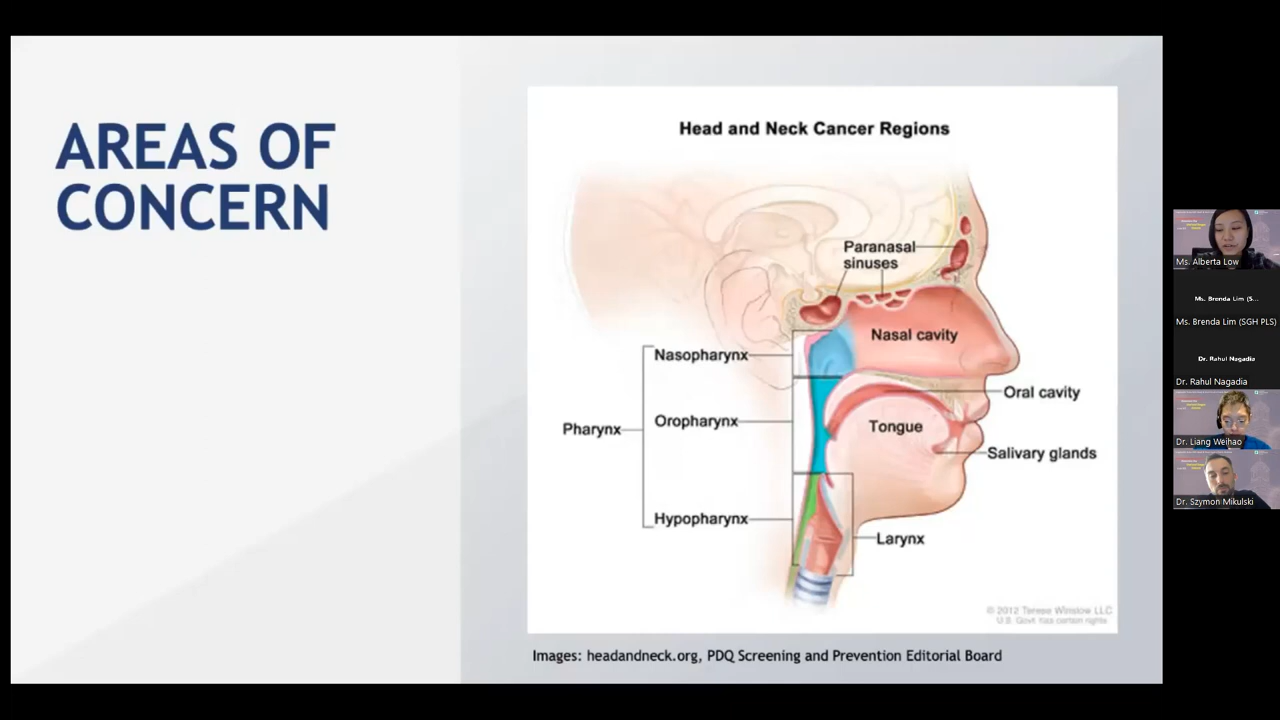 AREAS OF
CONCERN
Head and Neck Cancer Regions
Paranasal
sinuses
Nasal cavity
Nasopharynx
Oral cavity
Oropharynx
Tongue
Pharynx
Salivary glands
Hypopharynx
Larynx
© 2012 Terese Winslow LLC
U.S. Govt. has certain rights
Images: headandneck.org, PDQ Screening and Prevention Editorial Board
Ms. Alberta Low
Ms. Brenda Lim (S...
Ms. Brenda Lim (SGH PLS)
Dr. Rahul Nagadia
Dr. Rahul Nagadia
Dr. Liang Weihao
Dr. Szymon Mikulski